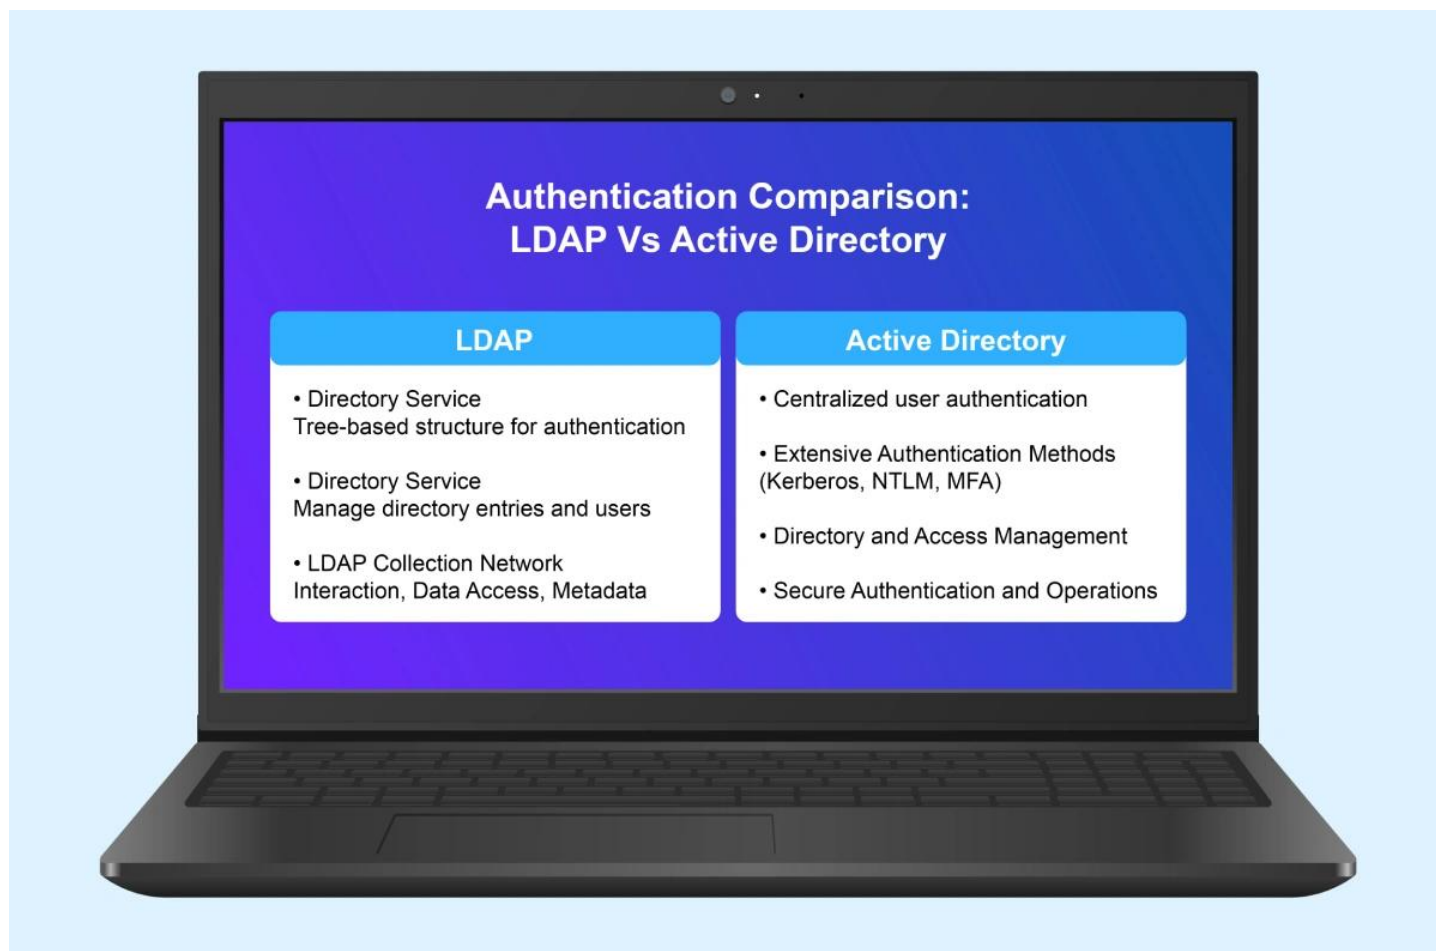 Authentication Comparison:
LDAP Vs Active Directory
LDAP
• Directory Service
Tree-based structure for authentication
• Directory Service
Manage directory entries and users
• LDAP Collection Network
Interaction, Data Access, Metadata
Active Directory
• Centralized user authentication
• Extensive Authentication Methods
(Kerberos, NTLM, MFA)
• Directory and Access Management
• Secure Authentication and Operations